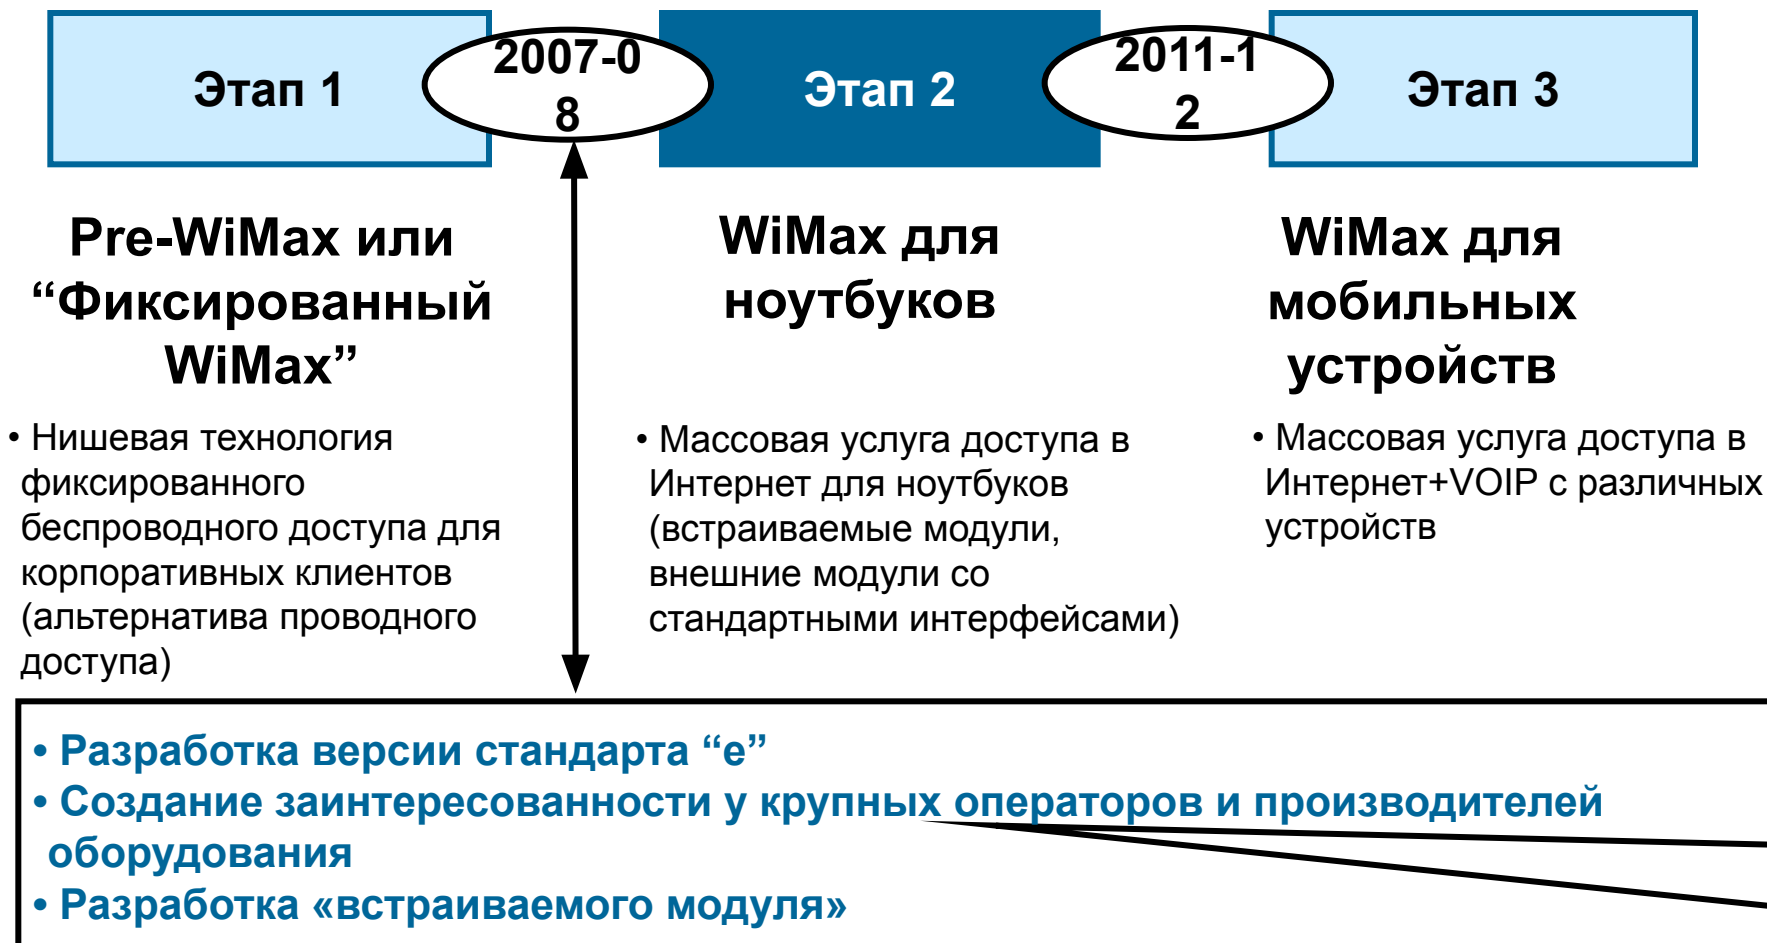 Этап 1
2007-0
8
Этап 2
2011-1
2
Этап 3
Pre-WiMax или
“Фиксированный
WiMax”
• Нишевая технология
фиксированного
беспроводного доступа для
корпоративных клиентов
(альтернатива проводного
доступа)
WiMax для
ноутбуков
• Массовая услуга доступа в
Интернет для ноутбуков
(встраиваемые модули,
внешние модули со
стандартными интерфейсами)
WiMax для
мобильных
устройств
• Массовая услуга доступа в
Интернет+VOIP с различных
устройств
• Разработка версии стандарта “е”
• Создание заинтересованности у крупных операторов и производителей
оборудования
• Разработка «встраиваемого модуля»